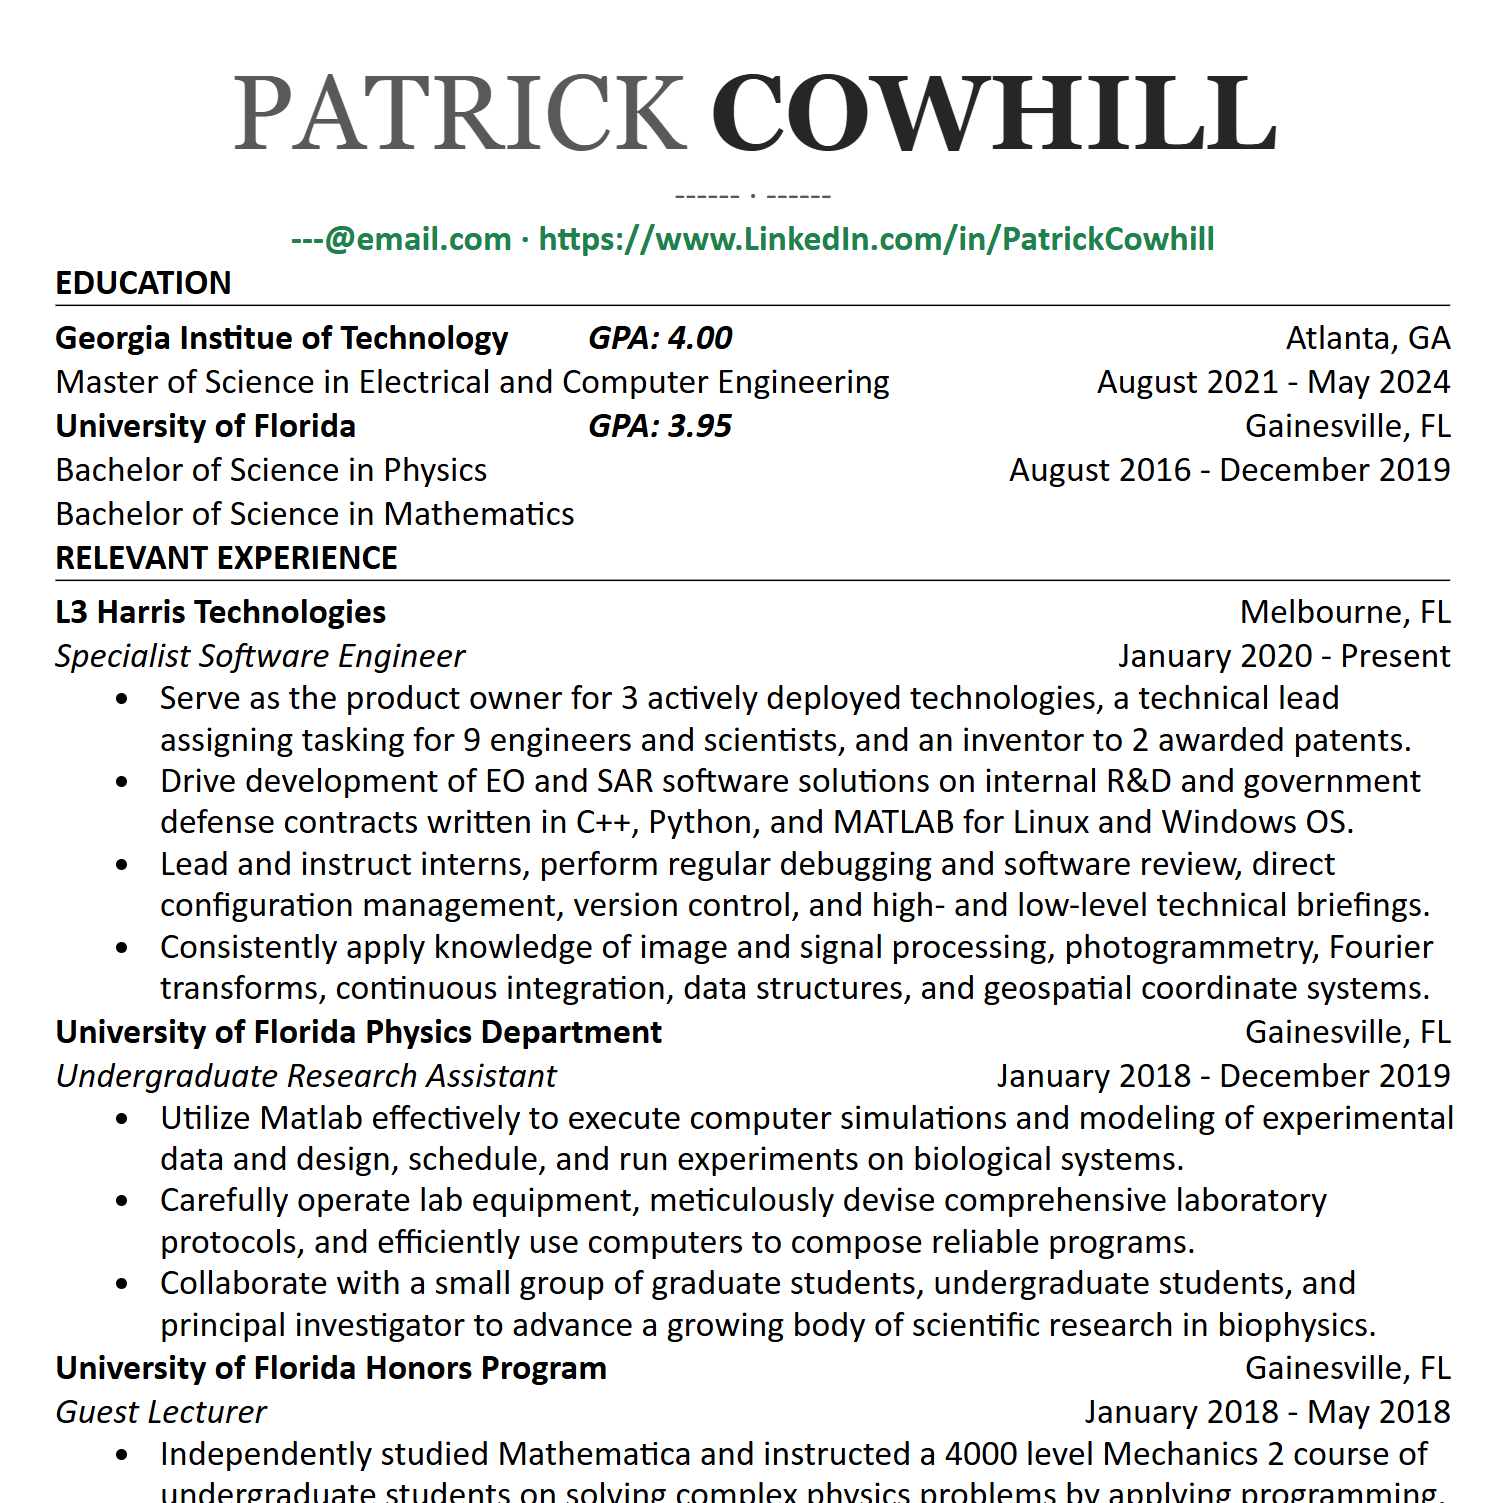 PATRICK COWHILL
------ · ------
---@email.com · https://www.LinkedIn.com/in/PatrickCowhill
EDUCATION
Georgia Institue of Technology GPA: 4.00 Atlanta, GA
Master of Science in Electrical and Computer Engineering August 2021 - May 2024
University of Florida GPA: 3.95 Gainesville, FL
Bachelor of Science in Physics August 2016 - December 2019
Bachelor of Science in Mathematics
RELEVANT EXPERIENCE
L3 Harris Technologies Melbourne, FL
Specialist Software Engineer January 2020 - Present
• Serve as the product owner for 3 actively deployed technologies, a technical lead
assigning tasking for 9 engineers and scientists, and an inventor to 2 awarded patents.
• Drive development of EO and SAR software solutions on internal R&D and government
defense contracts written in C++, Python, and MATLAB for Linux and Windows OS.
• Lead and instruct interns, perform regular debugging and software review, direct
configuration management, version control, and high- and low-level technical briefings.
• Consistently apply knowledge of image and signal processing, photogrammetry, Fourier
transforms, continuous integration, data structures, and geospatial coordinate systems.
University of Florida Physics Department Gainesville, FL
Undergraduate Research Assistant January 2018 - December 2019
• Utilize Matlab effectively to execute computer simulations and modeling of experimental
data and design, schedule, and run experiments on biological systems.
• Carefully operate lab equipment, meticulously devise comprehensive laboratory
protocols, and efficiently use computers to compose reliable programs.
• Collaborate with a small group of graduate students, undergraduate students, and
principal investigator to advance a growing body of scientific research in biophysics.
University of Florida Honors Program Gainesville, FL
Guest Lecturer January 2018 - May 2018
• Independently studied Mathematica and instructed a 4000 level Mechanics 2 course of
undergraduate students on solving complex physics problems by applying programming.